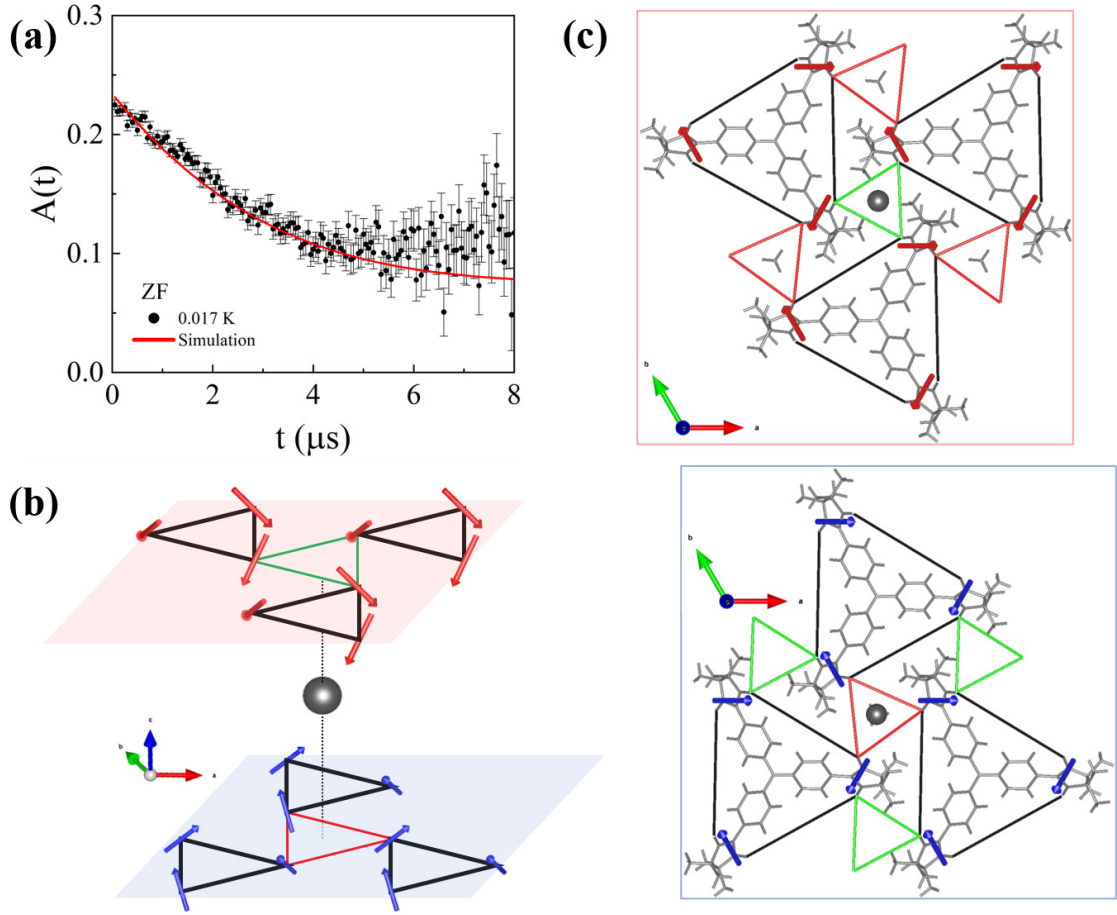 (a)
0.3
0.2
0.1
0.0
A(t)
ZF
0.017 K
Simulation
0 2 4 6 8
t (μs)
(b)
c
b
a
(c)
b
a
b
a